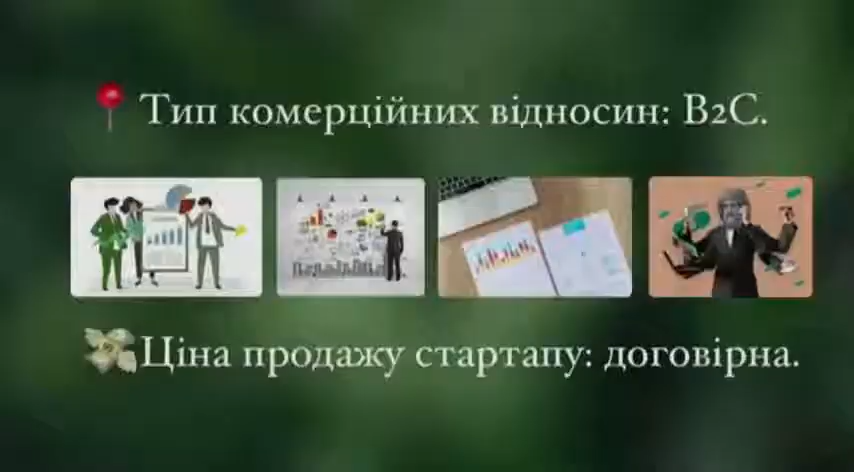 Тип комерційних відносин: B2C.
Ціна продажу стартапу: договірна.